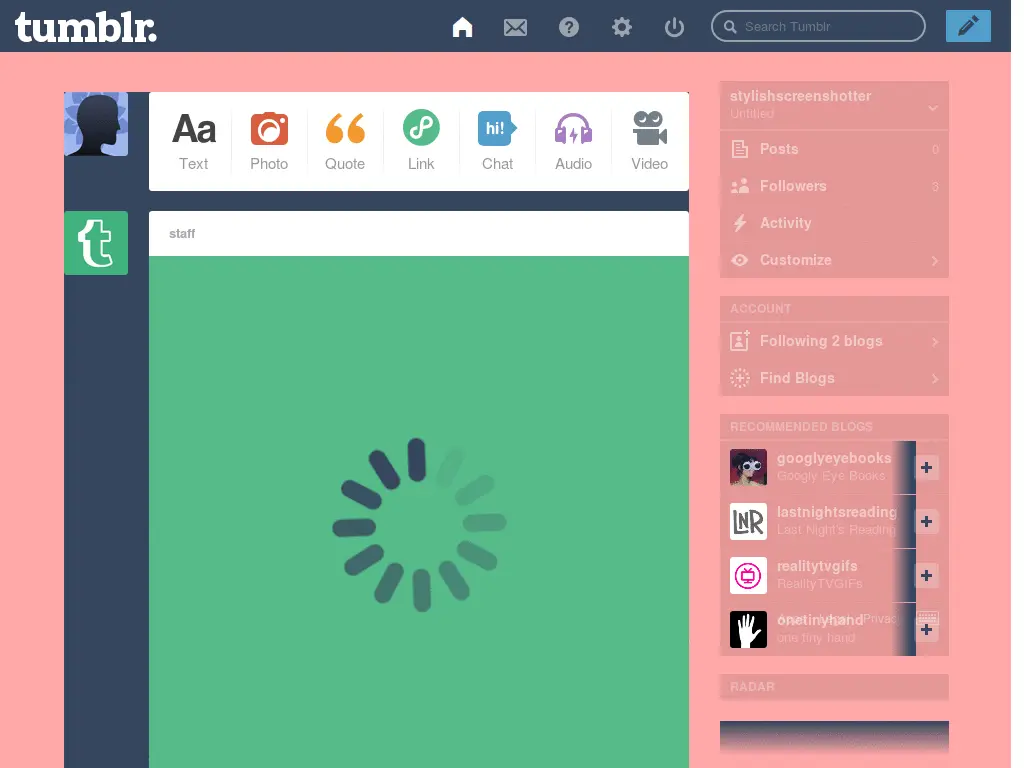 tumblr.
Search Tumblr
Aa
hi!
Text
Photo
Quote
Link
Chat
Audio
Video
staff
stylishscreenshotter
Untitled
Posts 0
Followers 3
Activity
Customize
ACCOUNT
Following 2 blogs
Find Blogs
RECOMMENDED BLOGS
googlyeyebooks
Googly Eye Books
LNR
lastnightsreading
Last Night's Reading
realitytvgifs
RealityTVGIFs
onetinyhand
Legal
one tiny hand
RADAR